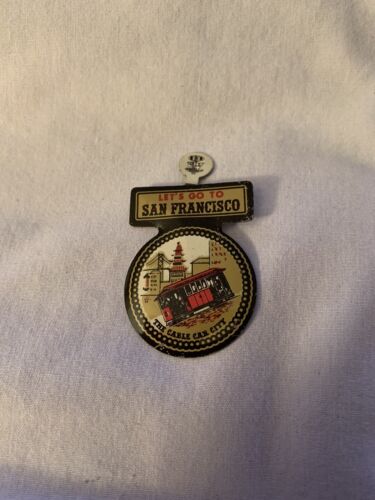 LET'S GO TO
SAN FRANCISCO
THE CABLE CAR CITY